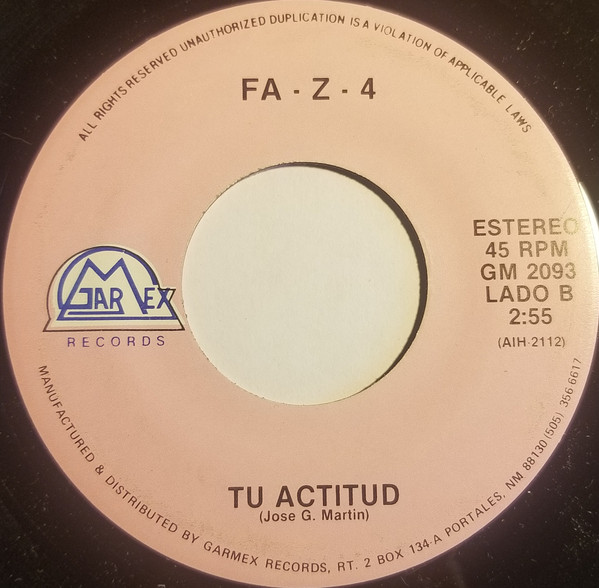 ALL RIGHTS RESERVED UNAUTHORIZED DUPLICATION IS A VIOLATION OF APPLICABLE LAWS
FA - Z - 4
ESTEREO
45 RPM
GM 2093
LADO B
2:55
(AIH-2112)
GARMEX
RECORDS
TU ACTITUD
(Jose G. Martin)
MANUFACTURED & DISTRIBUTED BY GARMEX RECORDS, RT. 2 BOX 134-A PORTALES, NM 88130 (505) 356 6617